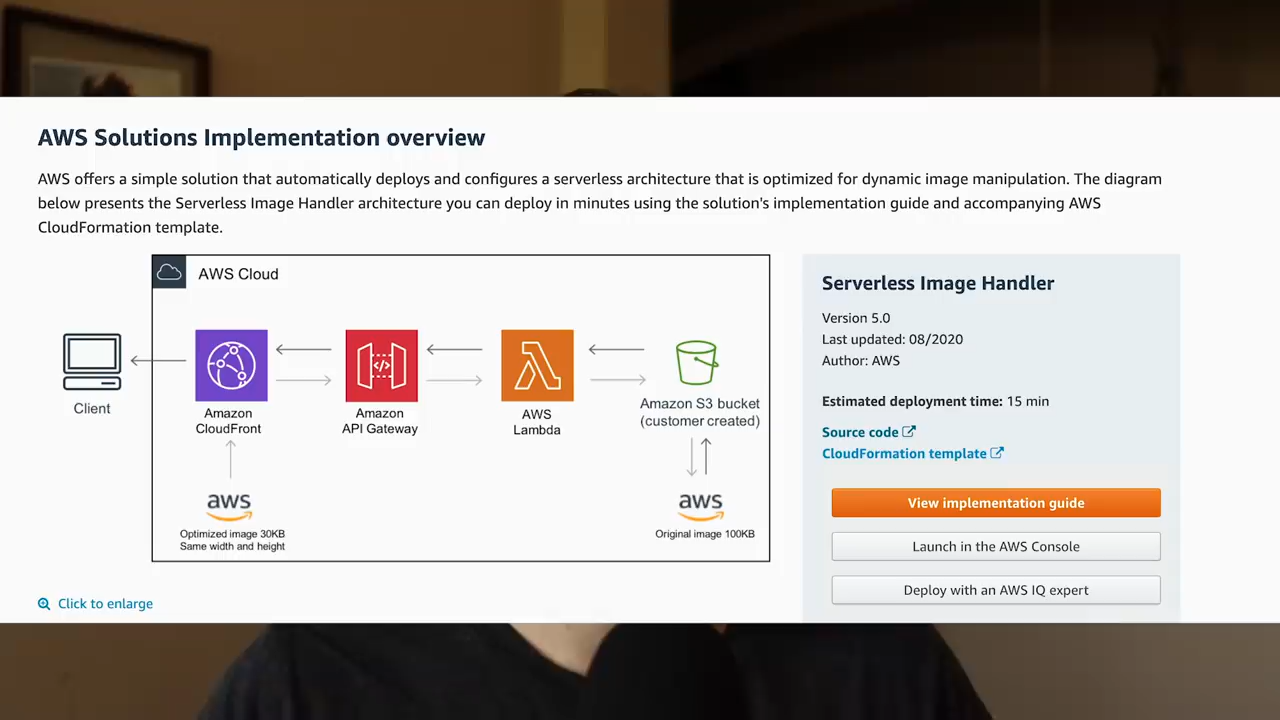 AWS Solutions Implementation overview
AWS offers a simple solution that automatically deploys and configures a serverless architecture that is optimized for dynamic image manipulation. The diagram
below presents the Serverless Image Handler architecture you can deploy in minutes using the solution's implementation guide and accompanying AWS
CloudFormation template.
AWS Cloud
Client
Amazon
CloudFront
Amazon
API Gateway
AWS
Lambda
Amazon S3 bucket
(customer created)
aws
Optimized image 30KB
Same width and height
aws
Original image 100KB
Click to enlarge
Serverless Image Handler
Version 5.0
Last updated: 08/2020
Author: AWS
Estimated deployment time: 15 min
Source code
CloudFormation template
View implementation guide
Launch in the AWS Console
Deploy with an AWS IQ expert